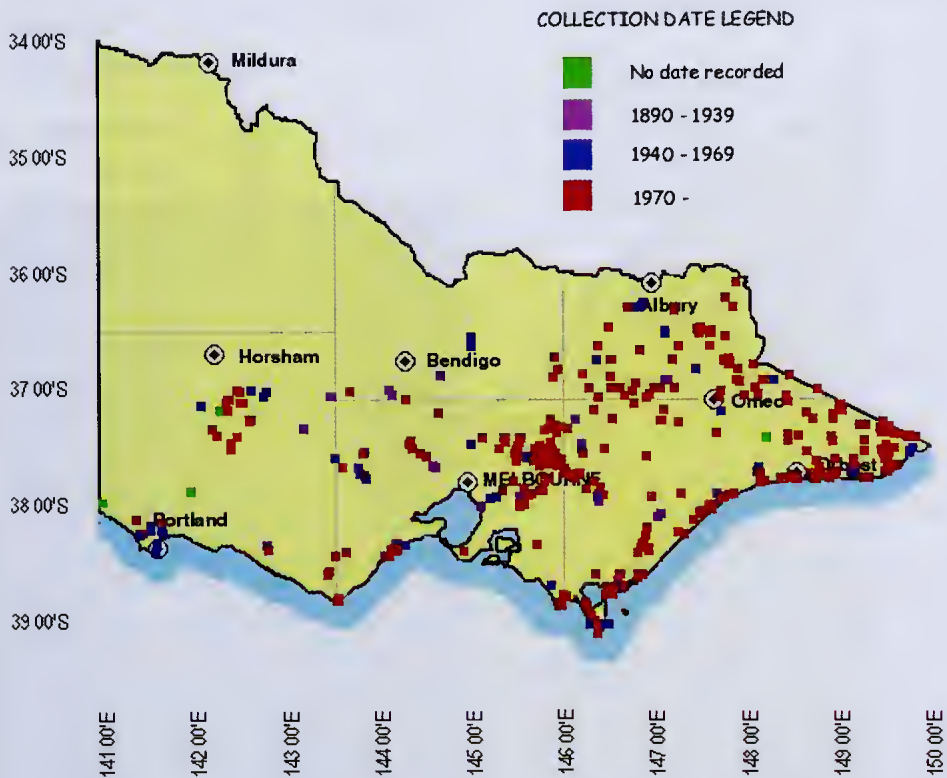 COLLECTION DATE LEGEND
No date recorded
1890 - 1939
1940 - 1969
1970 -
34 00'S
35 00'S
36 00'S
37 00'S
38 00'S
39 00'S
Mildura
Albury
Horsham
Bendigo
Omeo
MELBOURNE
Portland
141 00'E
142 00'E
143 00'E
144 00'E
145 00'E
146 00'E
147 00'E
148 00'E
149 00'E
150 00'E